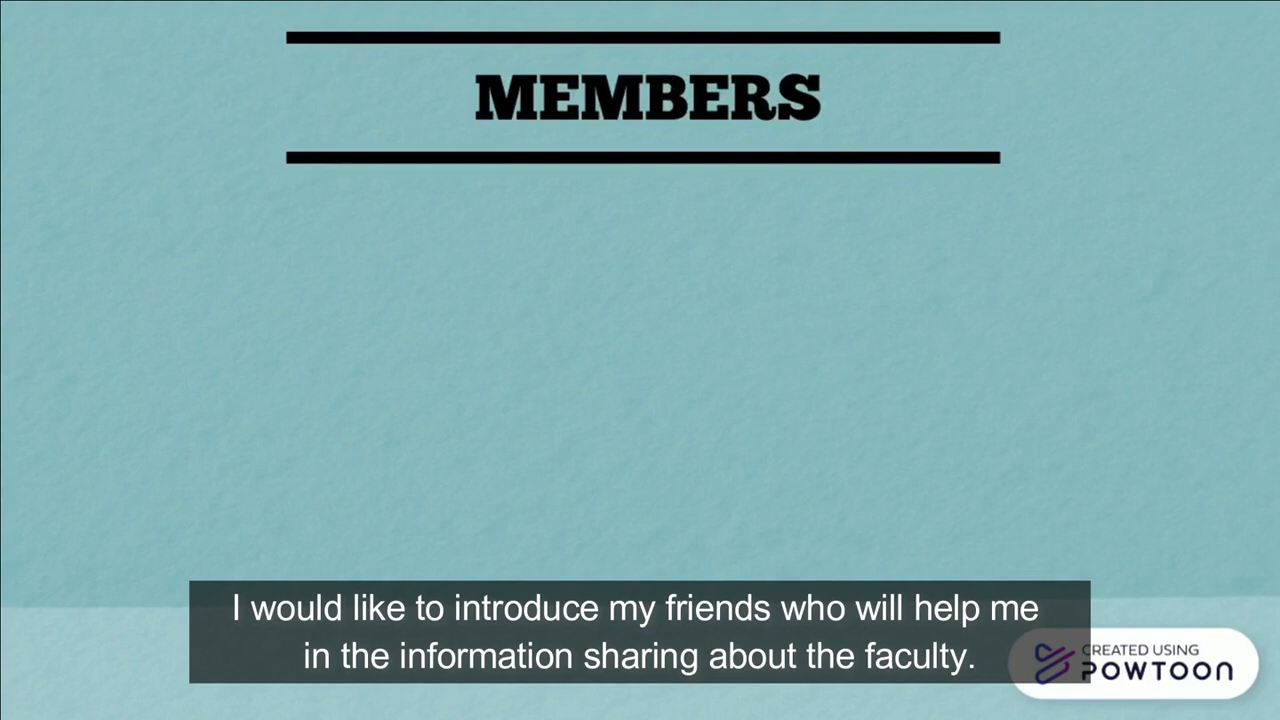 MEMBERS
I would like to introduce my friends who will help me
in the information sharing about the faculty.
CREATED USING
POWTOON